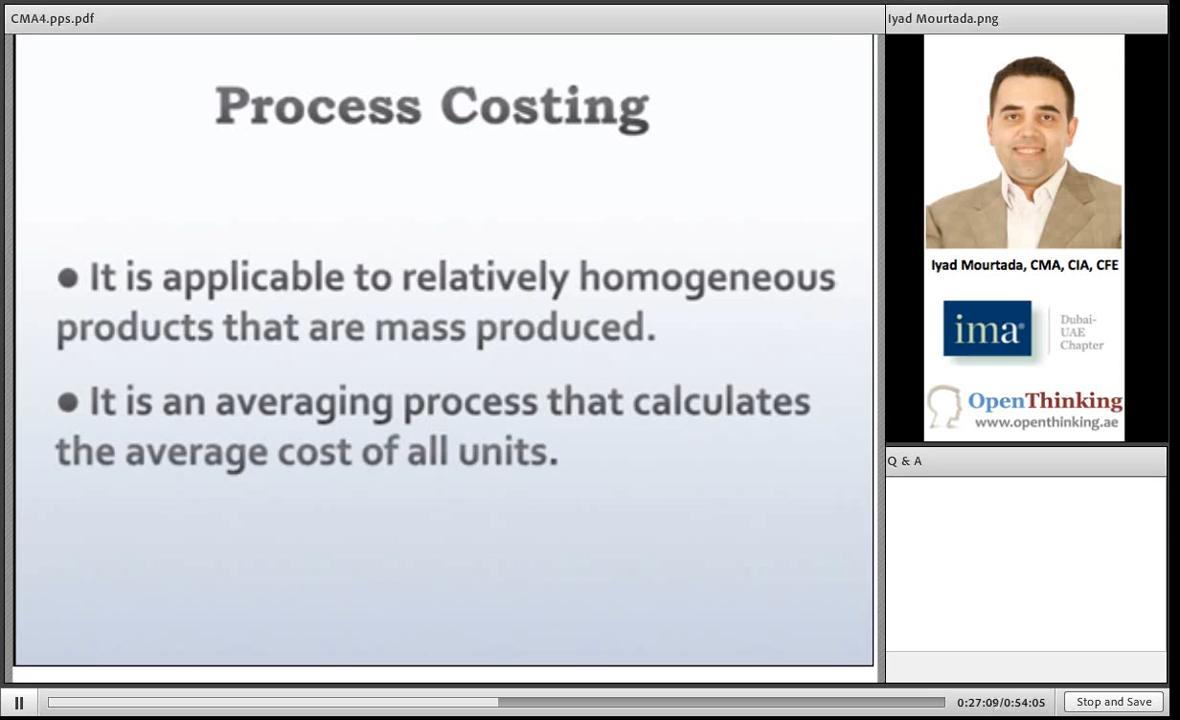 CMA4.pps.pdf
Process Costing
● It is applicable to relatively homogeneous
products that are mass produced.
● It is an averaging process that calculates
the average cost of all units.
Iyad Mourtada.png
Iyad Mourtada, CMA, CIA, CFE
ima®
Dubai-
UAE
Chapter
OpenThinking
www.openthinking.ae
Q & A
0:27:09/0:54:05
Stop and Save